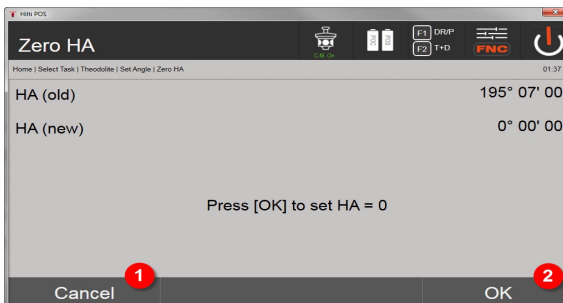 Hilti POS
Zero HA
C.M. On
POC
POS
F1 DR/P
F2 T+D
FNC
Home | Select Task | Theodolite | Set Angle | Zero HA
01:37
HA (old)
195° 07' 00
HA (new)
0° 00' 00
Press [OK] to set HA = 0
1
2
Cancel
OK